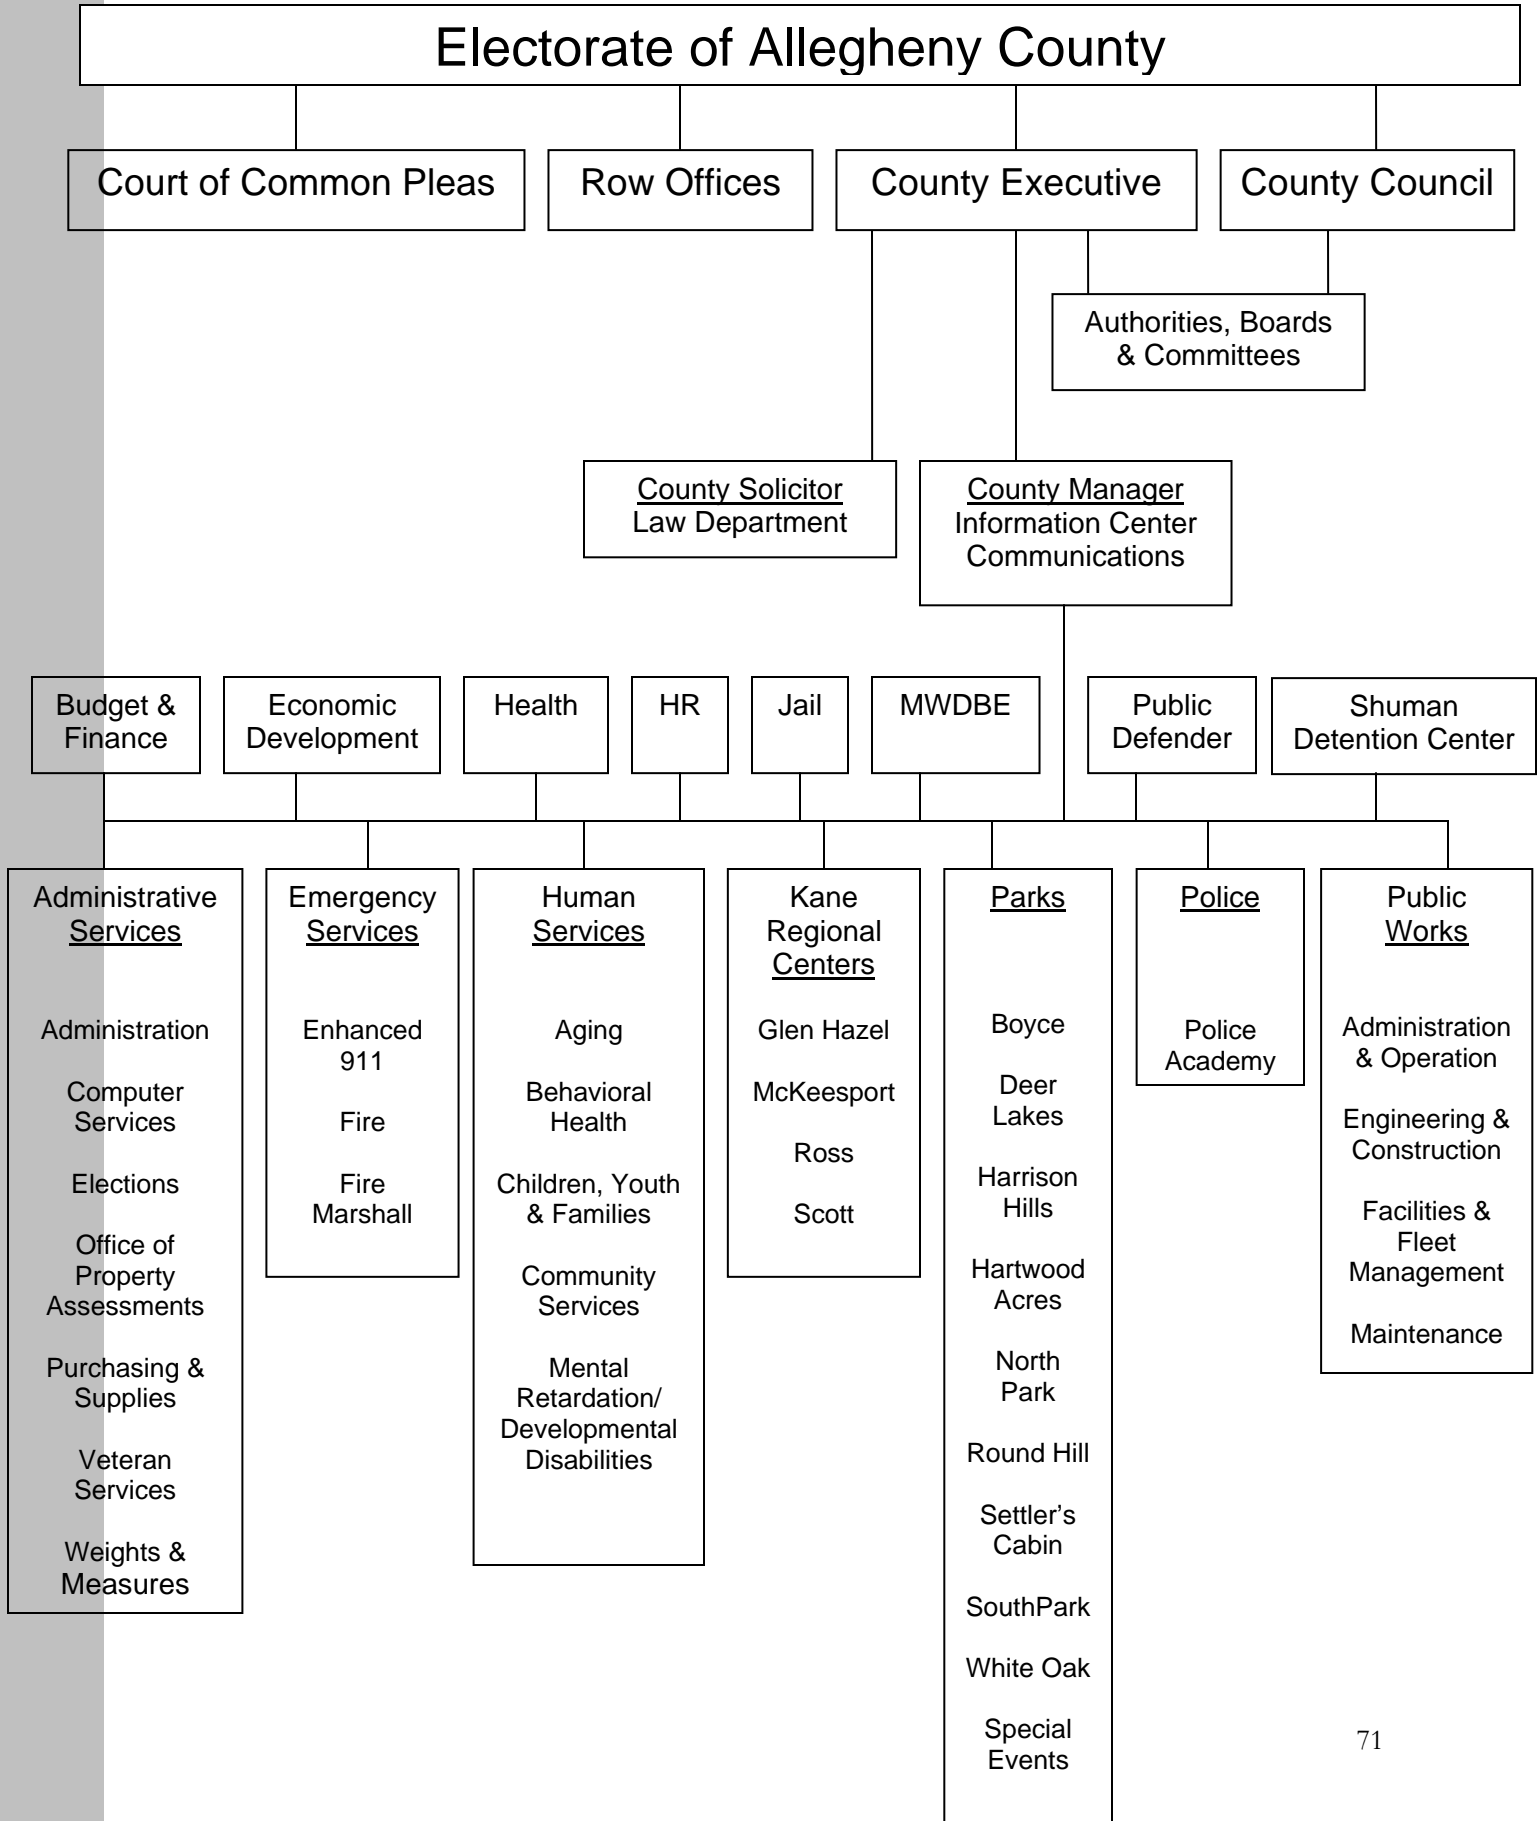 Electorate of Allegheny County
Court of Common Pleas
Row Offices
County Executive
County Council
Authorities, Boards
& Committees
County Solicitor
Law Department
County Manager
Information Center
Communications
Budget &
Finance
Economic
Development
Health
HR
Jail
MWDBE
Public
Defender
Shuman
Detention Center
Administrative
Services
Administration
Computer
Services
Elections
Office of
Property
Assessments
Purchasing &
Supplies
Veteran
Services
Weights &
Measures
Emergency
Services
Enhanced
911
Fire
Fire
Marshall
Human
Services
Aging
Behavioral
Health
Children, Youth
& Families
Community
Services
Mental
Retardation/
Developmental
Disabilities
Kane
Regional
Centers
Glen Hazel
McKeesport
Ross
Scott
Parks
Boyce
Deer
Lakes
Harrison
Hills
Hartwood
Acres
North
Park
Round Hill
Settler’s
Cabin
SouthPark
White Oak
Special
Events
Police
Police
Academy
Public
Works
Administration
& Operation
Engineering &
Construction
Facilities &
Fleet
Management
Maintenance
71